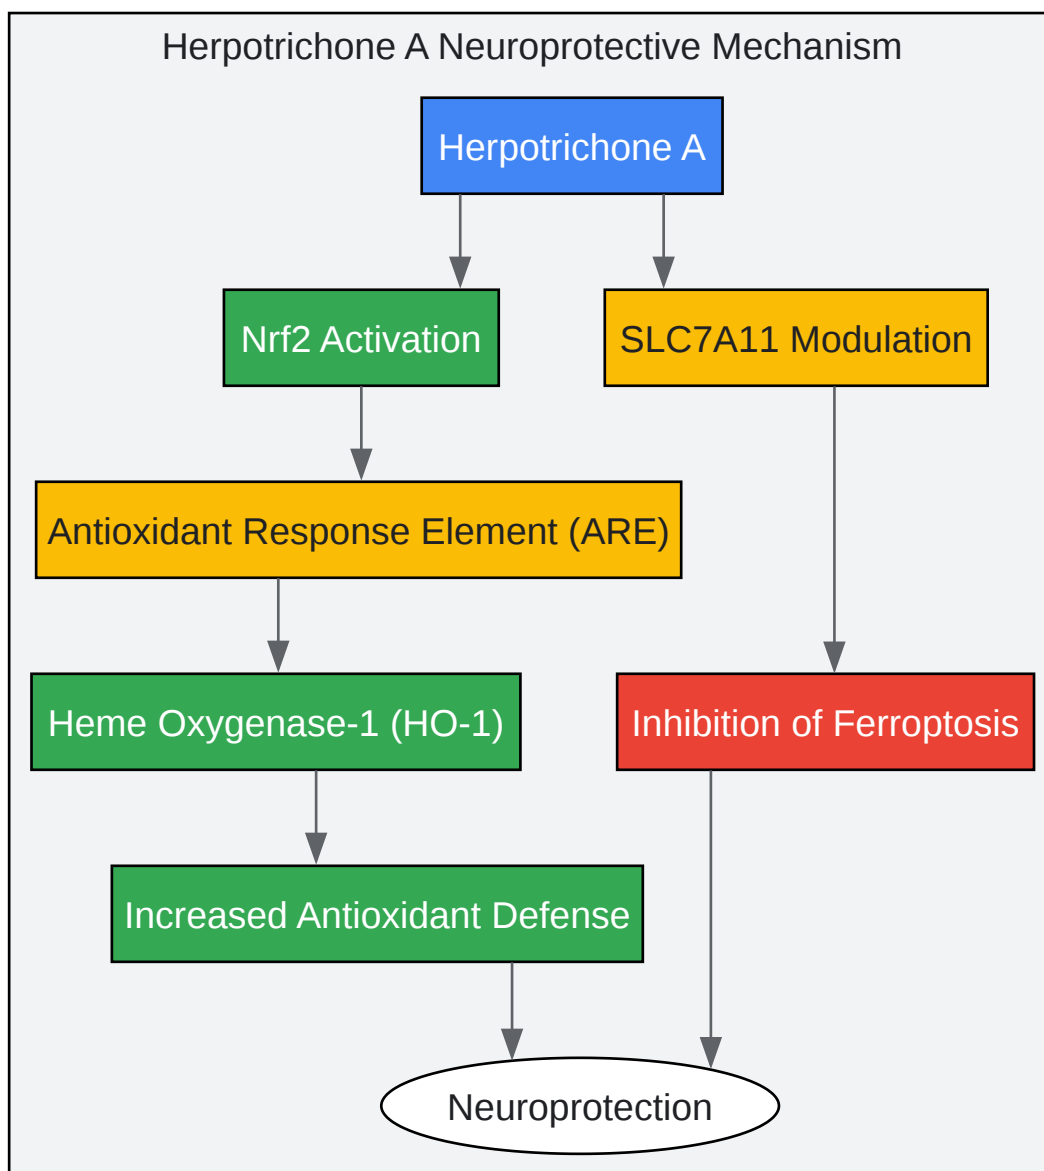 Herpotrichone A Neuroprotective Mechanism
Herpotrichone A
Nrf2 Activation
SLC7A11 Modulation
Antioxidant Response Element (ARE)
Heme Oxygenase-1 (HO-1)
Inhibition of Ferroptosis
Increased Antioxidant Defense
Neuroprotection